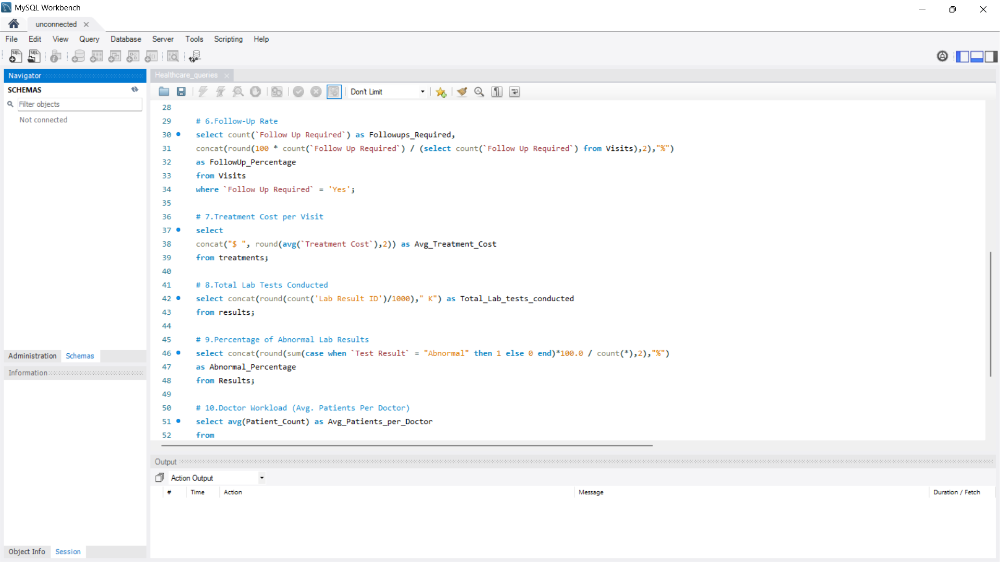 MySQL Workbench
unconnected
File Edit View Query Database Server Tools Scripting Help
Navigator
SCHEMAS
Filter objects
Not connected
Administration Schemas
Information
Object Info Session
Healthcare_queries
Don't Limit
28
29 # 6.Follow-Up Rate
30 select count(`Follow Up Required`) as Followups_Required,
31 concat(round(100 * count(`Follow Up Required`) / (select count(`Follow Up Required`) from Visits),2),"%")
32 as FollowUp_Percentage
33 from Visits
34 where `Follow Up Required` = 'Yes';
35
36 # 7.Treatment Cost per Visit
37 select
38 concat("$ ", round(avg(`Treatment Cost`),2)) as Avg_Treatment_Cost
39 from treatments;
40
41 # 8.Total Lab Tests Conducted
42 select concat(round(count('Lab Result ID')/1000)," K") as Total_Lab_tests_conducted
43 from results;
44
45 # 9.Percentage of Abnormal Lab Results
46 select concat(round(sum(case when `Test Result` = "Abnormal" then 1 else 0 end)*100.0 / count(*),2),"%")
47 as Abnormal_Percentage
48 from Results;
49
50 # 10.Doctor Workload (Avg. Patients Per Doctor)
51 select avg(Patient_Count) as Avg_Patients_per_Doctor
52 from
Output
Action Output
# Time Action Message Duration / Fetch